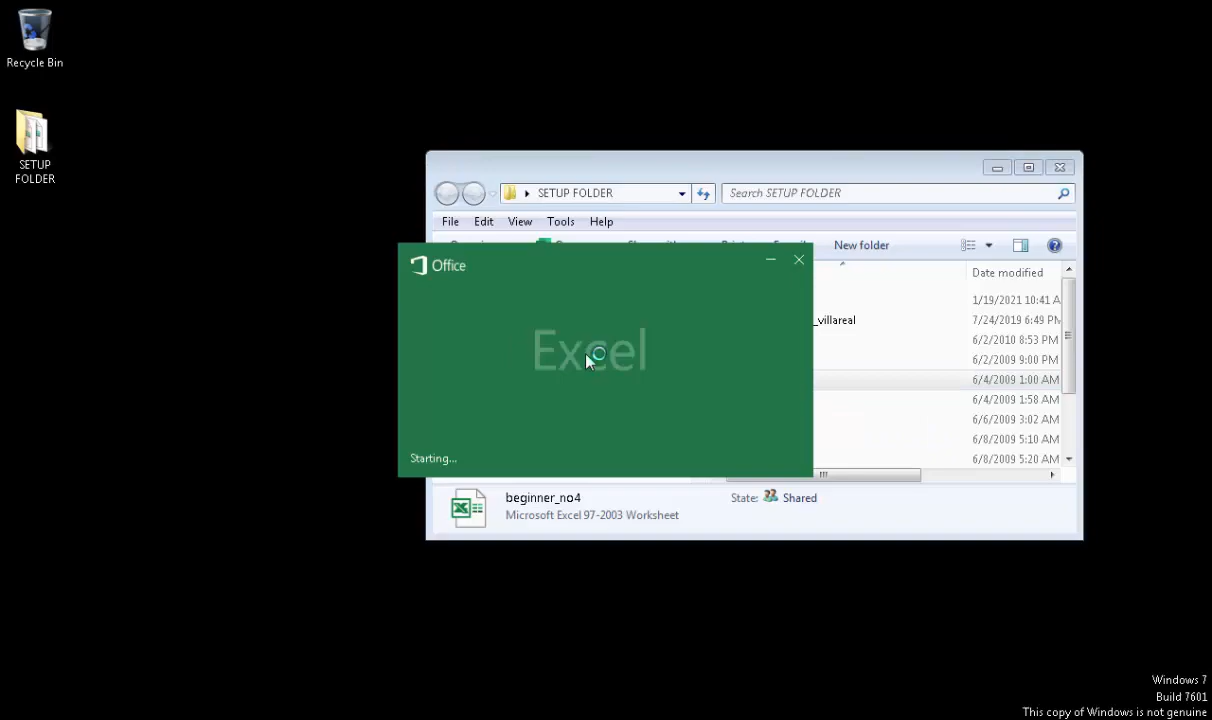 Recycle Bin
SETUP
FOLDER
SETUP FOLDER
Search SETUP FOLDER
File Edit View Tools Help
New folder
Office
Date modified
Excel
1/19/2021 10:41 A
_villareal 7/24/2019 6:49 PM
6/2/2010 8:53 PM
6/2/2009 9:00 PM
6/4/2009 1:00 AM
6/4/2009 1:58 AM
6/6/2009 3:02 AM
6/8/2009 5:10 AM
Starting...
6/8/2009 5:20 AM
beginner_no4 State: Shared
Microsoft Excel 97-2003 Worksheet
Windows 7
Build 7601
This copy of Windows is not genuine